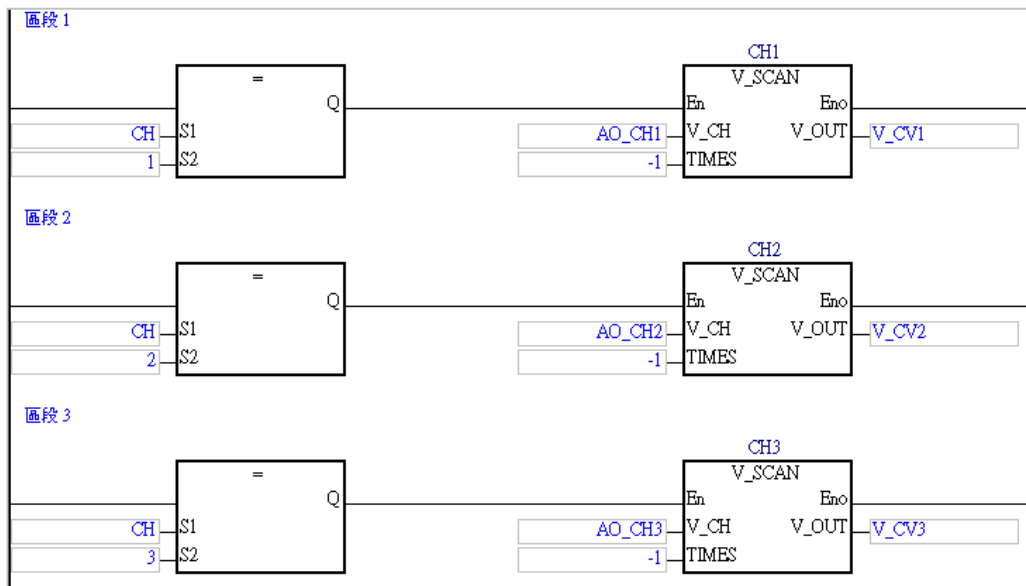 區段 1
=
Q
CH S1
1 S2
CH1
V_SCAN
En Eno
AO_CH1 V_CH V_OUT V_CV1
-1 TIMES
區段 2
=
Q
CH S1
2 S2
CH2
V_SCAN
En Eno
AO_CH2 V_CH V_OUT V_CV2
-1 TIMES
區段 3
=
Q
CH S1
3 S2
CH3
V_SCAN
En Eno
AO_CH3 V_CH V_OUT V_CV3
-1 TIMES